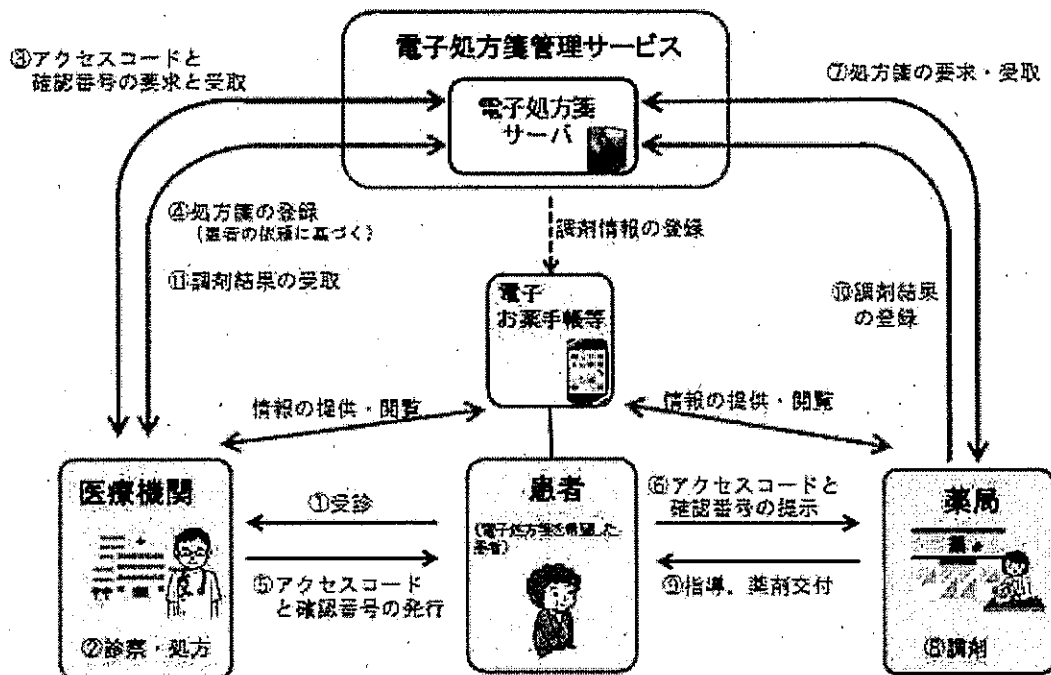 電子処方箋管理サービス
電子処方箋
サーバ
③アクセスコードと
確認番号の要求と受取
⑦処方箋の要求・受取
④処方箋の登録
(患者の依頼に基づく)
⑪調剤結果の受取
調剤情報の登録
電子
お薬手帳等
⑩調剤結果
の登録
情報の提供・閲覧
情報の提供・閲覧
医療機関
②診察・処方
①受診
⑤アクセスコード
と確認番号の発行
患者
(電子処方箋を希望した
患者)
⑥アクセスコードと
確認番号の提示
⑨指導、薬剤交付
薬局
薬
⑧調剤